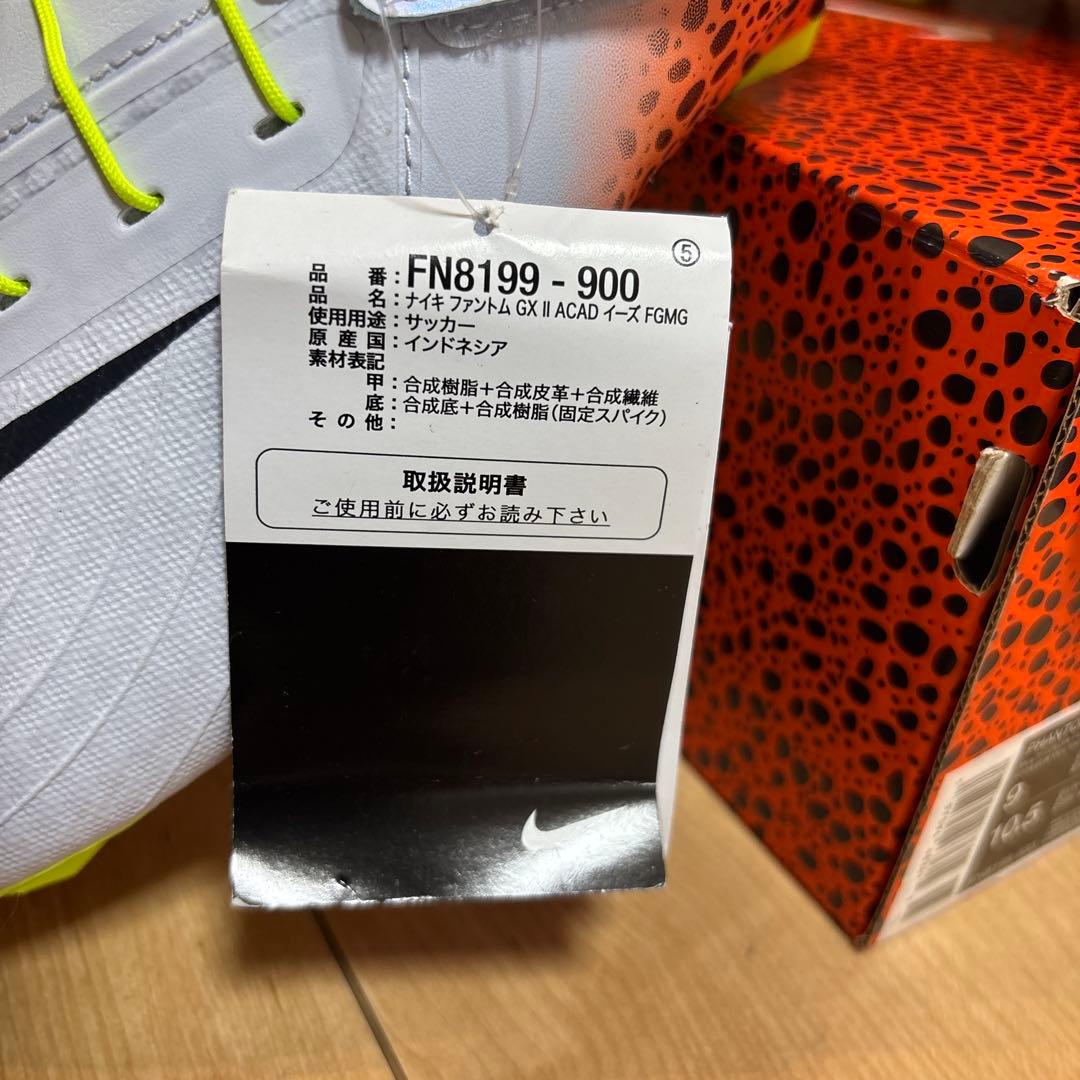 ⑤
品 番：FN8199 - 900
品 名：ナイキ ファントム GX II ACAD イーズ FGMG
使用用途：サッカー
原 産 国：インドネシア
素材表記
甲：合成樹脂＋合成皮革＋合成繊維
底：合成底＋合成樹脂（固定スパイク）
そ の 他：
取扱説明書
ご使用前に必ずお読み下さい
9
10.5